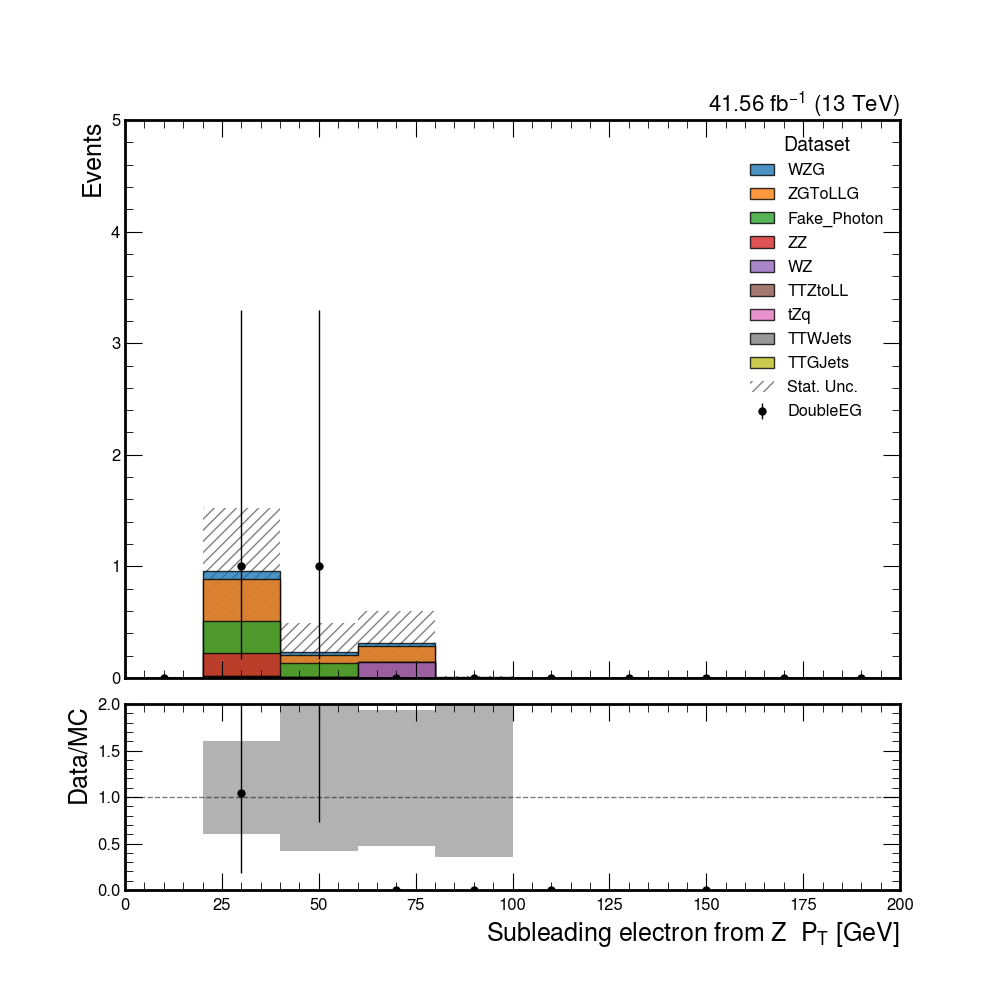 41.56 fb⁻¹ (13 TeV)
Events
5
4
3
2
1
0
Dataset
WZG
ZGToLLG
Fake_Photon
ZZ
WZ
TTZtoLL
tZq
TTWJets
TTGJets
Stat. Unc.
DoubleEG
Data/MC
2.0
1.5
1.0
0.5
0.0
0 25 50 75 100 125 150 175 200
Subleading electron from Z P_T [GeV]